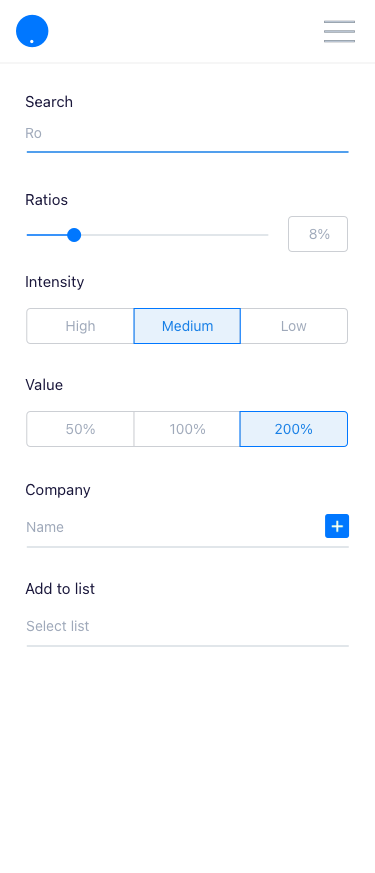 Search
Ro
Ratios
8%
Intensity
High Medium Low
Value
50% 100% 200%
Company
Name
Add to list
Select list